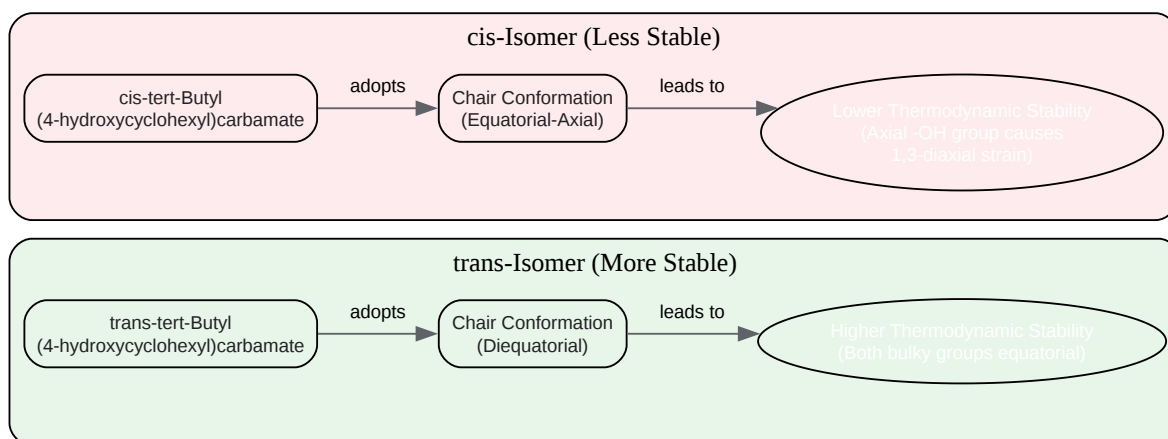 cis-Isomer (Less Stable)
cis-tert-Butyl
(4-hydroxycyclohexyl)carbamate
adopts
Chair Conformation
(Equatorial-Axial)
leads to
Lower Thermodynamic Stability
(Axial -OH group causes
1,3-diaxial strain)
trans-Isomer (More Stable)
trans-tert-Butyl
(4-hydroxycyclohexyl)carbamate
adopts
Chair Conformation
(Diequatorial)
leads to
Higher Thermodynamic Stability
(Both bulky groups equatorial)